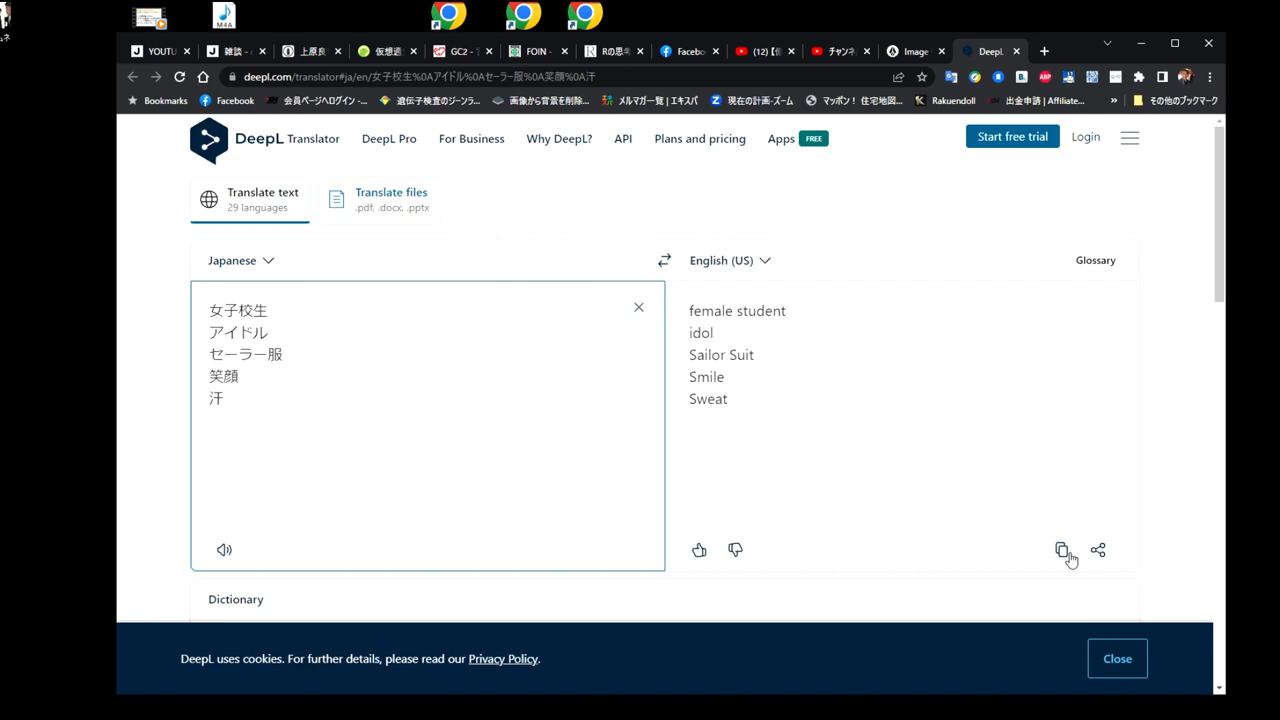 M4A
YOUTU
雑談 -
上原良
仮想通
GC2 -
FOIN -
Rの思考
Facebo
(12)
チャンネ
Image
DeepL
deepl.com/translator#ja/en/女子校生%0Aアイドル%0Aセーラー服%0A笑顔%0A汗
Bookmarks
Facebook
会員ページへログイン -...
遺伝子検査のジーンラ...
画像から背景を削除...
メルマガ一覧 | エキスパ
現在の計画-ズーム
マッポン！ 住宅地図...
Rakuendoll
出金申請 | Affiliate...
»
その他のブックマーク
DeepL Translator
DeepL Pro
For Business
Why DeepL?
API
Plans and pricing
Apps FREE
Start free trial
Login
Translate text
29 languages
Translate files
.pdf, .docx, .pptx
Japanese
English (US)
Glossary
女子校生
アイドル
セーラー服
笑顔
汗
female student
idol
Sailor Suit
Smile
Sweat
Dictionary
DeepL uses cookies. For further details, please read our Privacy Policy.
Close